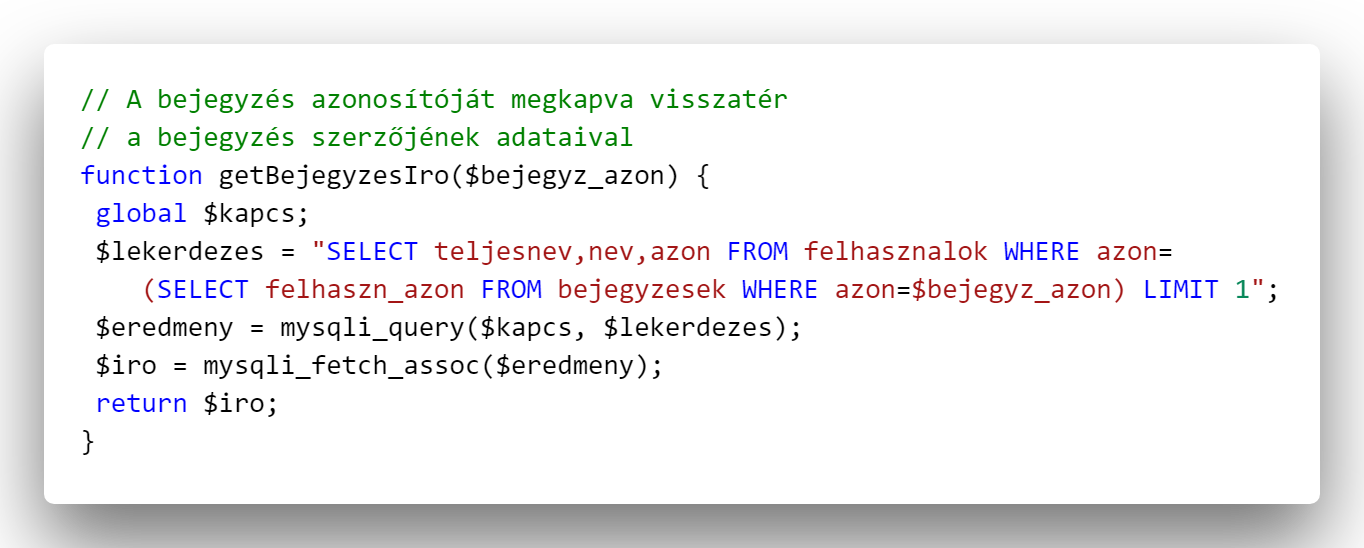 // A bejegyzés azonosítóját megkapva visszatér
// a bejegyzés szerzőjének adataival
function getBejegyzesIro($bejegyz_azon) {
 global $kapcs;
 $lekerdezes = "SELECT teljesnev,nev,azon FROM felhasznalok WHERE azon=
    (SELECT felhaszn_azon FROM bejegyzesek WHERE azon=$bejegyz_azon) LIMIT 1";
 $eredmeny = mysqli_query($kapcs, $lekerdezes);
 $iro = mysqli_fetch_assoc($eredmeny);
 return $iro;
}